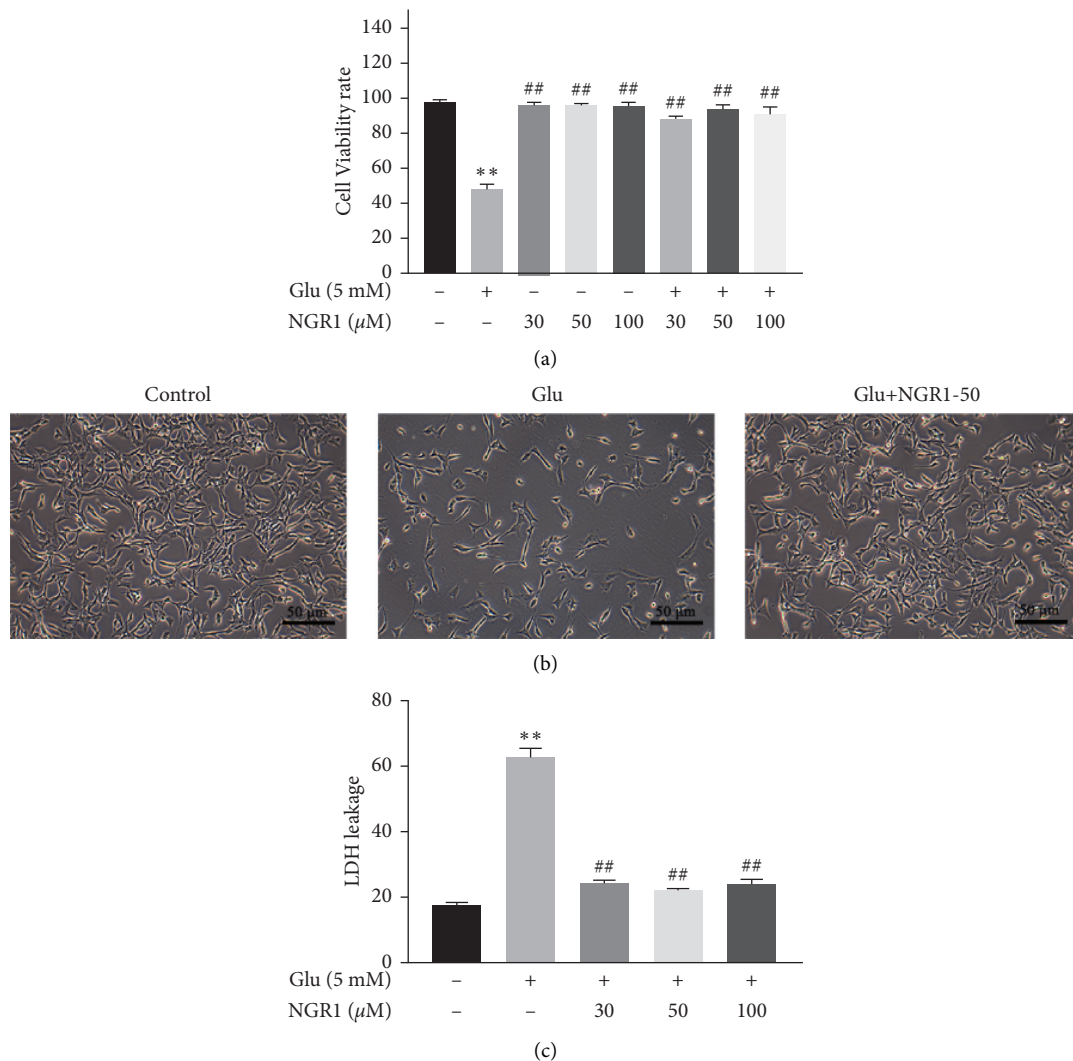 140
120
100
80
60
40
20
0
Cell Viability rate
**
##
##
##
##
##
##
Glu (5 mM) – + – – – + + +
NGR1 (μM) – – 30 50 100 30 50 100
(a)
Control Glu Glu+NGR1-50
50 μm 50 μm 50 μm
(b)
80
60
40
20
0
LDH leakage
**
##
##
##
Glu (5 mM) – + + + +
NGR1 (μM) – – 30 50 100
(c)